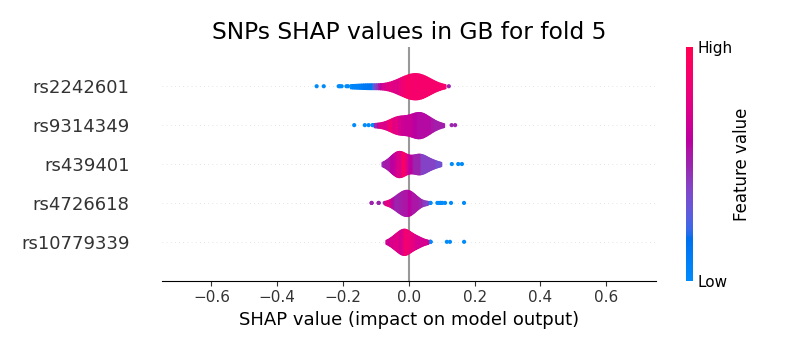 SNPs SHAP values in GB for fold 5
High
rs2242601
rs9314349
rs439401
rs4726618
rs10779339
Feature value
Low
−0.6 −0.4 −0.2 0.0 0.2 0.4 0.6
SHAP value (impact on model output)